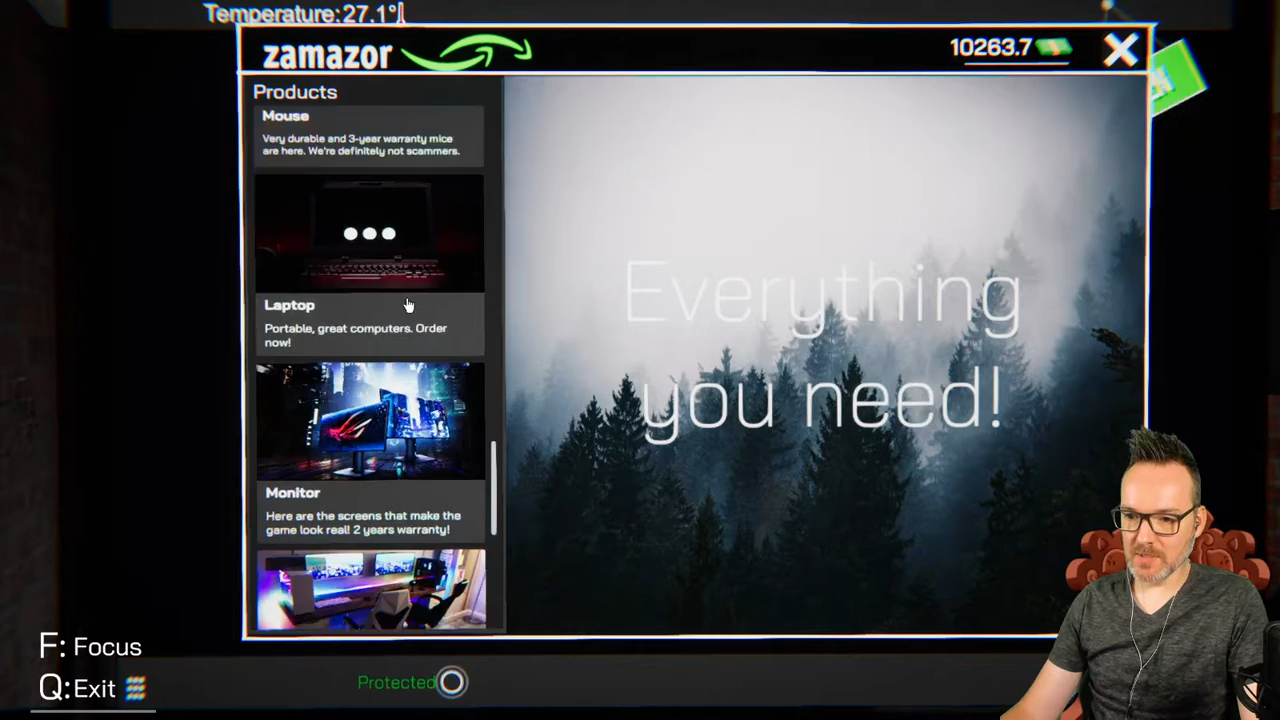 Temperature:27.1°
zamazor
10263.7
Products
Mouse
Very durable and 3-year warranty mice
are here. We're definitely not scammers.
Laptop
Portable, great computers. Order
now!
Monitor
Here are the screens that make the
game look real! 2 years warranty!
Everything
you need!
F: Focus
Q:Exit
Protected